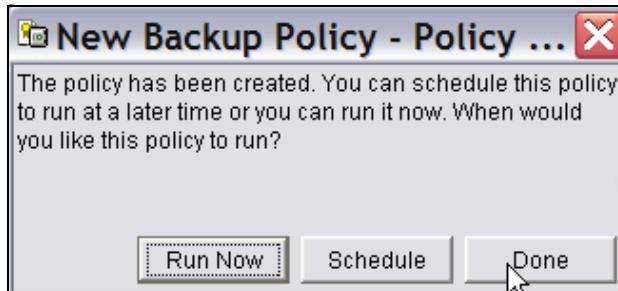 New Backup Policy - Policy ...
The policy has been created. You can schedule this policy
to run at a later time or you can run it now. When would
you like this policy to run?
Run Now Schedule Done